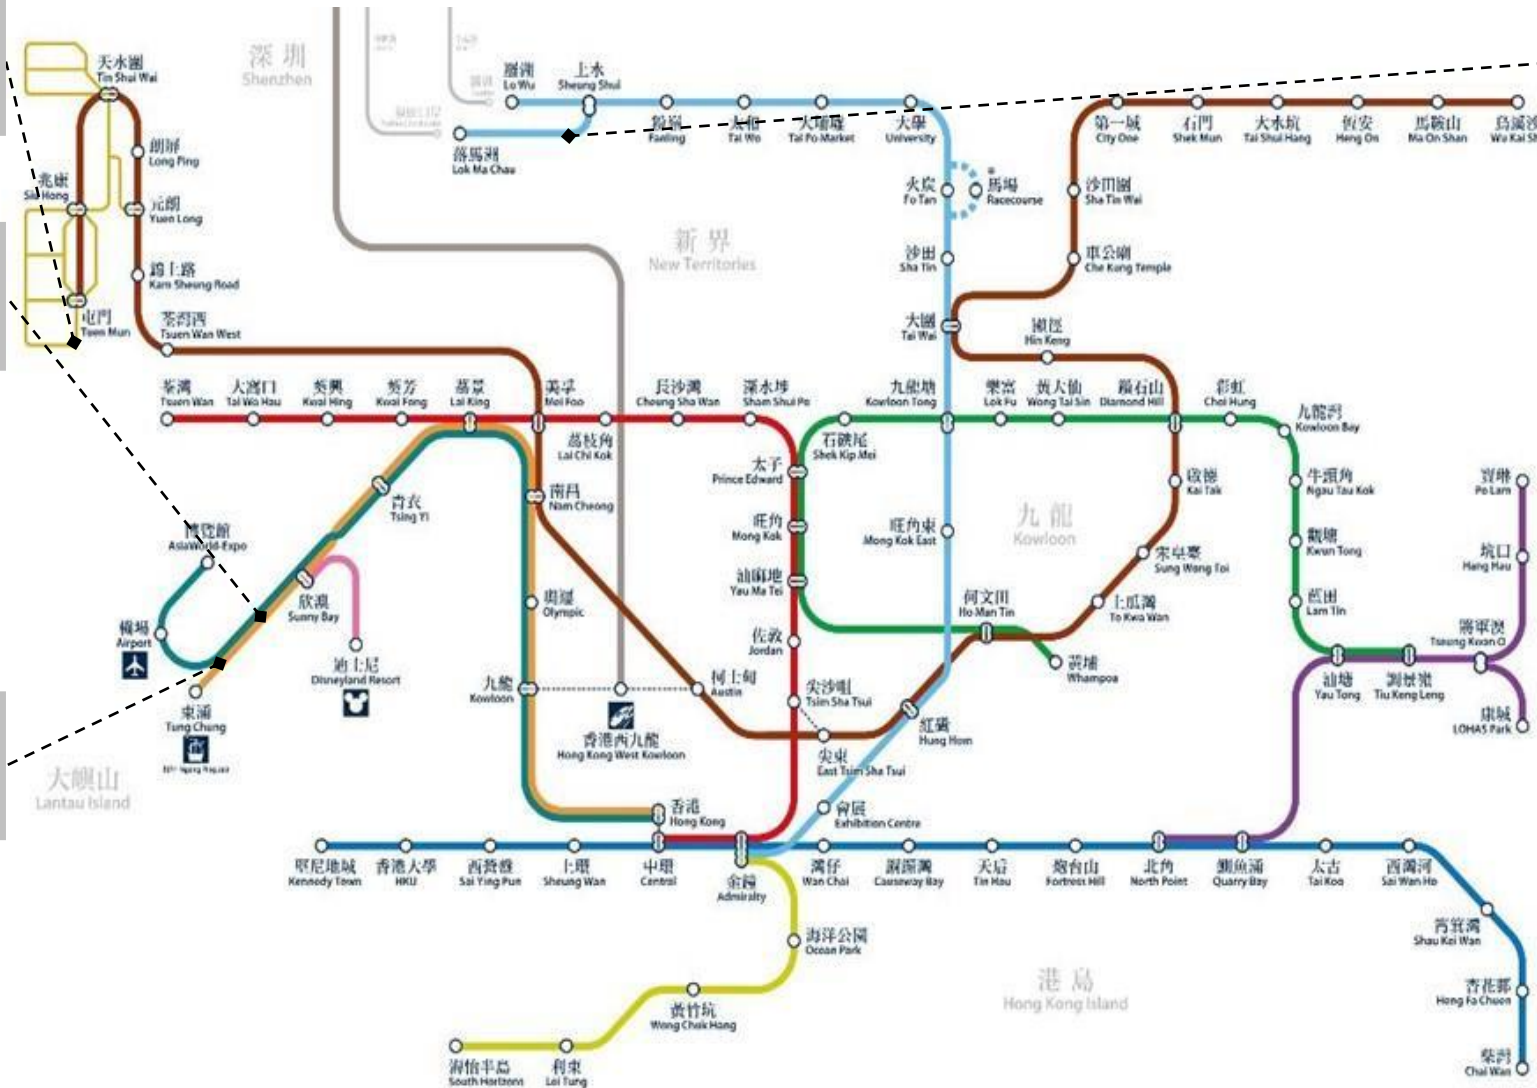 深圳
Shenzhen
新界
New Territories
九龍
Kowloon
大嶼山
Lantau Island
港島
Hong Kong Island
天水圍
Tin Shui Wai
朗屏
Long Ping
兆康
Siu Hong
元朗
Yuen Long
錦上路
Kam Sheung Road
屯門
Tuen Mun
荃灣西
Tsuen Wan West
羅湖
Lo Wu
上水
Sheung Shui
落馬洲
Lok Ma Chau
粉嶺
Fanling
太和
Tai Wo
大埔墟
Tai Po Market
大學
University
火炭
Fo Tan
馬場
Racecourse
沙田
Sha Tin
大圍
Tai Wai
第一城
City One
石門
Shek Mun
大水坑
Tai Shui Hang
恆安
Heng On
馬鞍山
Ma On Shan
烏溪沙
Wu Kai Sh
沙田圍
Sha Tin Wai
車公廟
Che Kung Temple
顯徑
Hin Keng
荃灣
Tsuen Wan
大窩口
Tai Wo Hau
葵興
Kwai Hing
葵芳
Kwai Fong
荔景
Lai King
美孚
Mei Foo
荔枝角
Lai Chi Kok
長沙灣
Cheung Sha Wan
深水埗
Sham Shui Po
石硤尾
Shek Kip Mei
九龍塘
Kowloon Tong
樂富
Lok Fu
黃大仙
Wong Tai Sin
鑽石山
Diamond Hill
彩虹
Choi Hung
九龍灣
Kowloon Bay
太子
Prince Edward
旺角
Mong Kok
油麻地
Yau Ma Tei
佐敦
Jordan
尖沙咀
Tsim Sha Tsui
旺角東
Mong Kok East
啟德
Kai Tak
宋皇臺
Sung Wong Toi
土瓜灣
To Kwa Wan
何文田
Ho Man Tin
黃埔
Whampoa
牛頭角
Ngau Tau Kok
觀塘
Kwun Tong
藍田
Lam Tin
油塘
Yau Tong
調景嶺
Tiu Keng Leng
將軍澳
Tseung Kwan O
寶琳
Po Lam
坑口
Hang Hau
康城
LOHAS Park
青衣
Tsing Yi
南昌
Nam Cheong
奧運
Olympic
九龍
Kowloon
柯士甸
Austin
香港西九龍
Hong Kong West Kowloon
尖東
East Tsim Sha Tsui
紅磡
Hung Hom
博覽館
AsiaWorld-Expo
機場
Airport
欣澳
Sunny Bay
迪士尼
Disneyland Resort
東涌
Tung Chung
香港
Hong Kong
會展
Exhibition Centre
堅尼地城
Kennedy Town
香港大學
HKU
西營盤
Sai Ying Pun
上環
Sheung Wan
中環
Central
金鐘
Admiralty
灣仔
Wan Chai
銅鑼灣
Causeway Bay
天后
Tin Hau
炮台山
Fortress Hill
北角
North Point
鰂魚涌
Quarry Bay
太古
Tai Koo
西灣河
Sai Wan Ho
筲箕灣
Shau Kei Wan
杏花邨
Heng Fa Chuen
柴灣
Chai Wan
海洋公園
Ocean Park
黃竹坑
Wong Chuk Hang
利東
Lei Tung
海怡半島
South Horizons